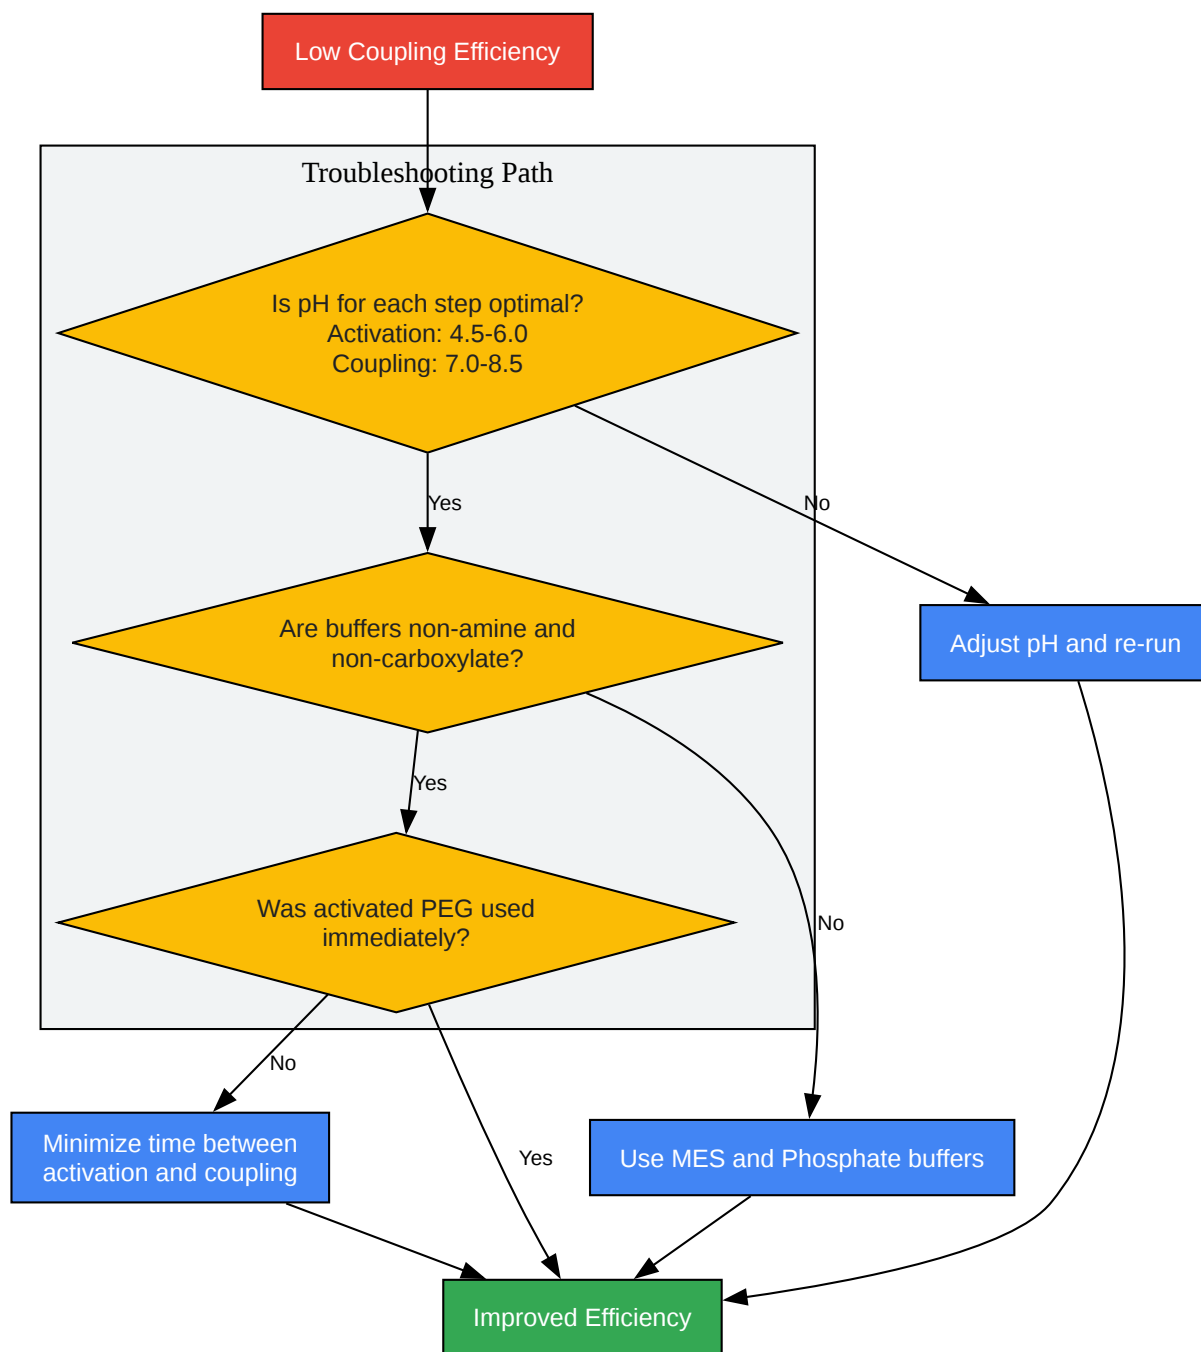 Low Coupling Efficiency
Troubleshooting Path
Is pH for each step optimal?
Activation: 4.5-6.0
Coupling: 7.0-8.5
Yes
No
Are buffers non-amine and
non-carboxylate?
Adjust pH and re-run
Yes
Was activated PEG used
immediately?
No
No
Minimize time between
activation and coupling
Yes
Use MES and Phosphate buffers
Improved Efficiency